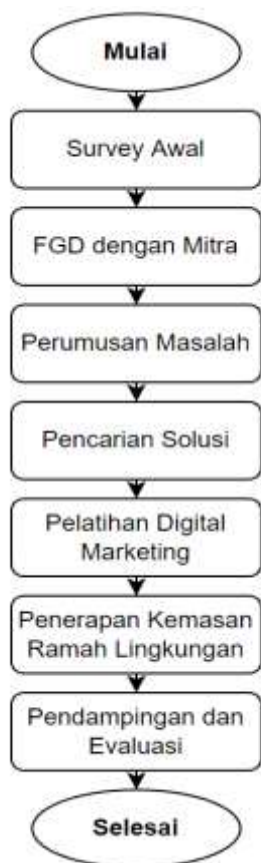 Mulai
Survey Awal
FGD dengan Mitra
Perumusan Masalah
Pencarian Solusi
Pelatihan Digital
Marketing
Penerapan Kemasan
Ramah Lingkungan
Pendampingan dan
Evaluasi
Selesai